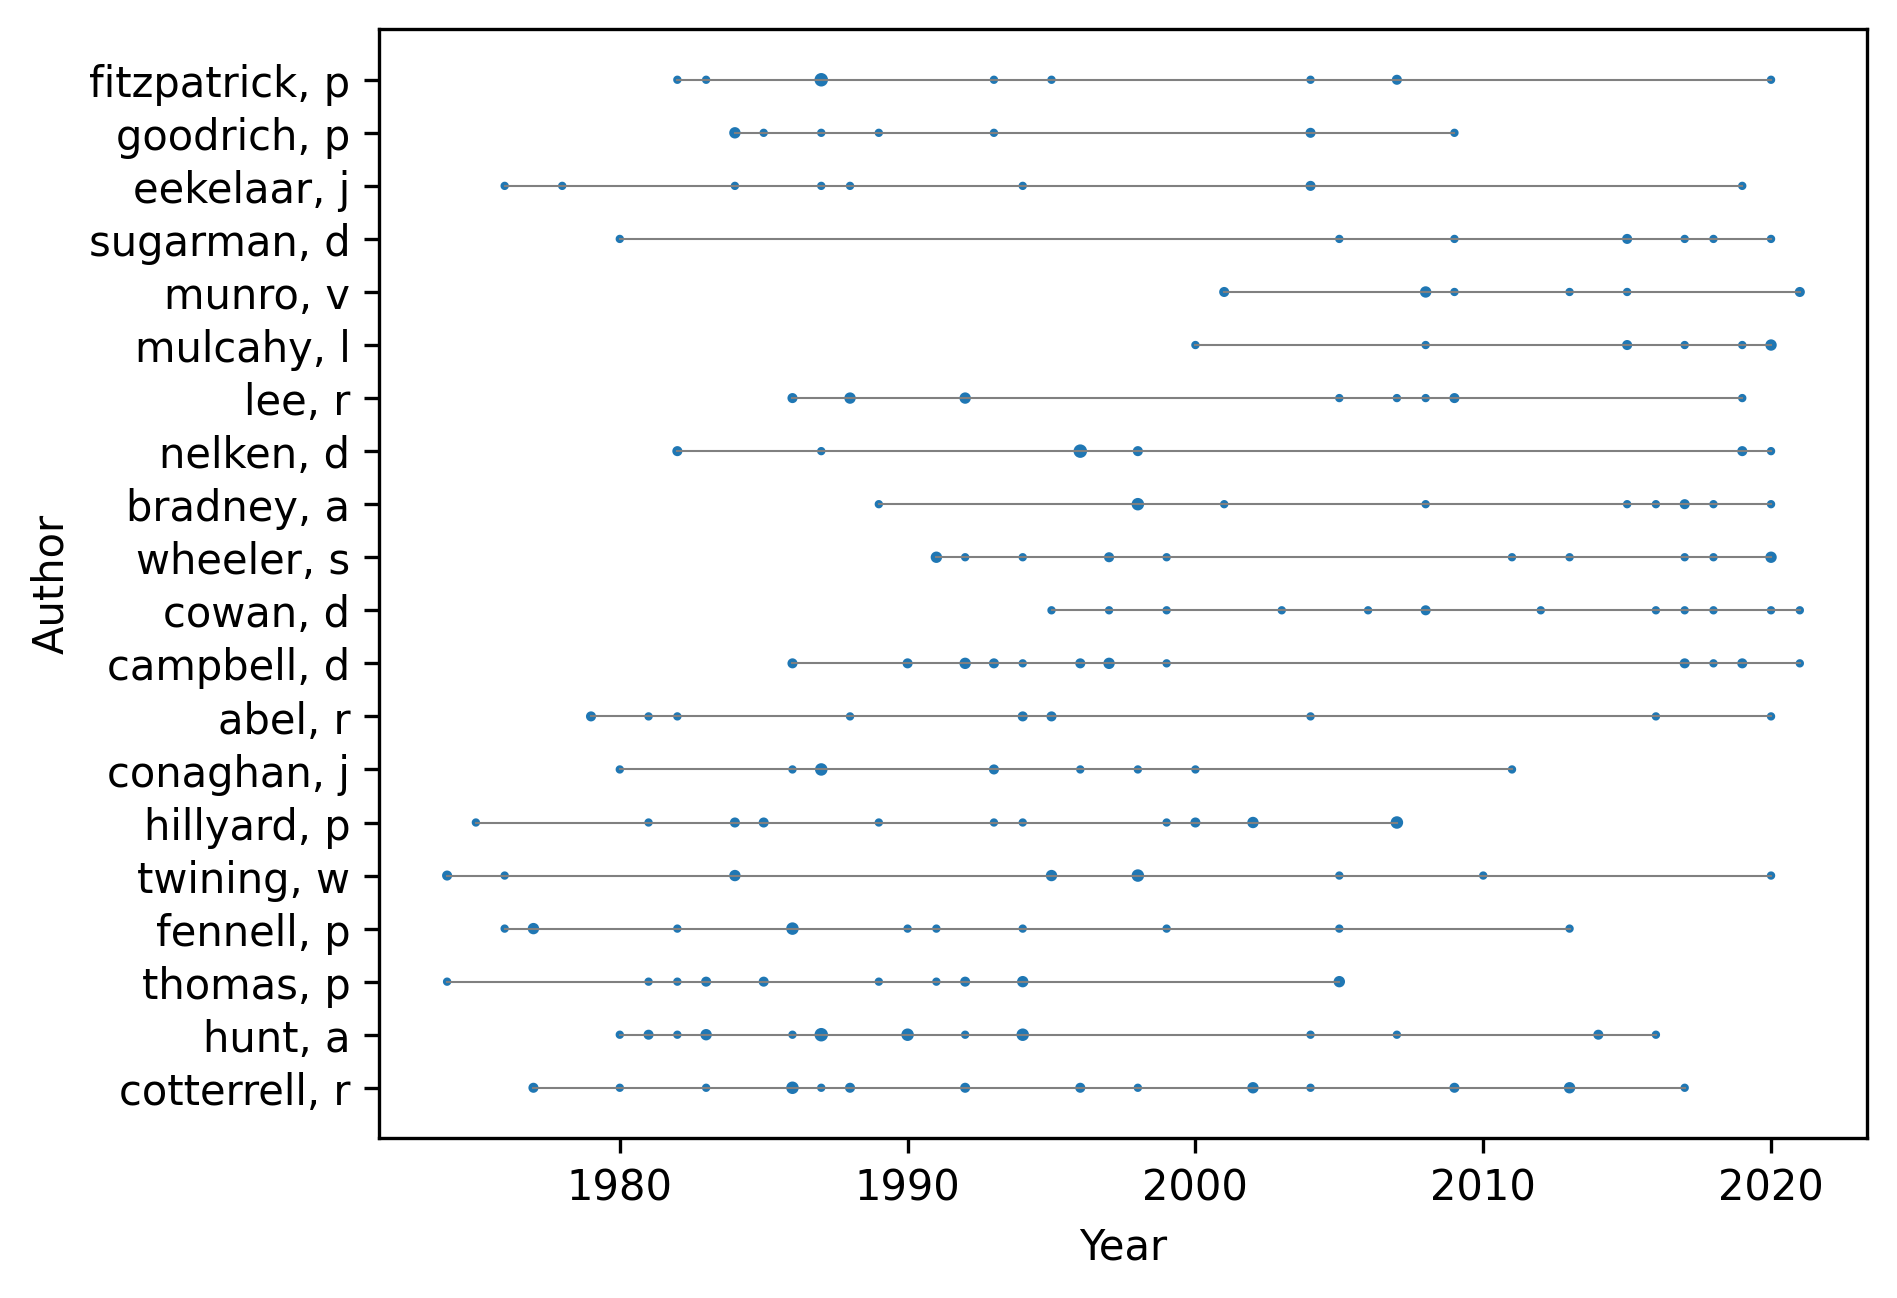 fitzpatrick, p
goodrich, p
eekelaar, j
sugarman, d
munro, v
mulcahy, l
lee, r
nelken, d
bradney, a
wheeler, s
cowan, d
campbell, d
abel, r
conaghan, j
hillyard, p
twining, w
fennell, p
thomas, p
hunt, a
cotterrell, r
Author
1980 1990 2000 2010 2020
Year